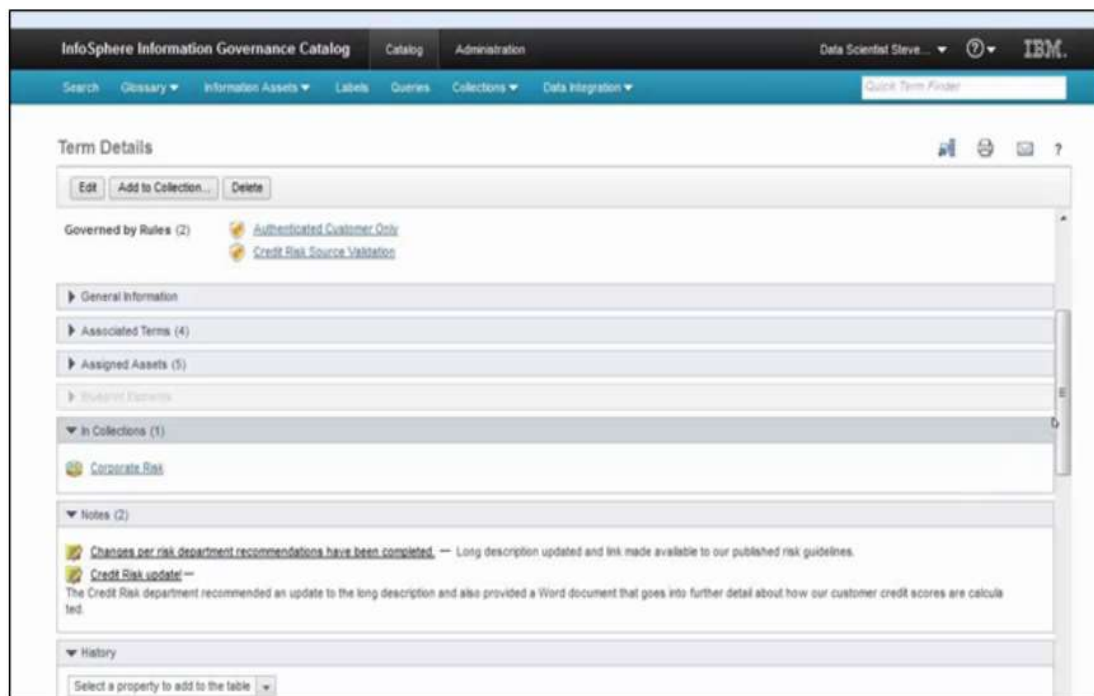 InfoSphere Information Governance Catalog Catalog Administration Data Scientist Steve... IBM.
Search Glossary Information Assets Labels Queries Collections Data Integration Quick Term Finder
Term Details
?
Edit Add to Collection... Delete
Governed by Rules (2) Authenticated Customer Only
Credit Risk Source Validation
General Information
Associated Terms (4)
Assigned Assets (5)
Blueprint Elements
In Collections (1)
Corporate Risk
Notes (2)
Changes per risk department recommendations have been completed. — Long description updated and link made available to our published risk guidelines.
Credit Risk update! —
The Credit Risk department recommended an update to the long description and also provided a Word document that goes into further detail about how our customer credit scores are calcula
ted.
History
Select a property to add to the table